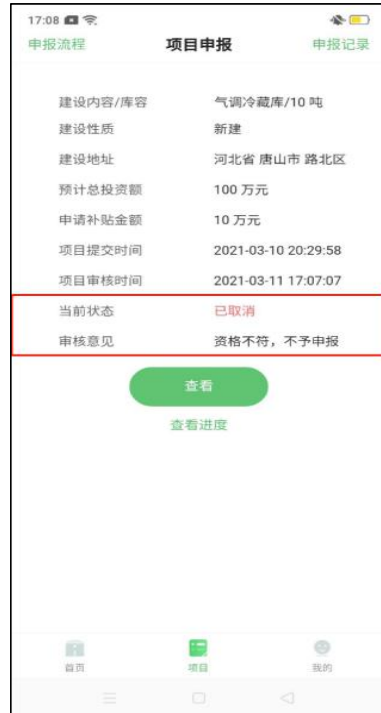 17:08
申报流程 项目申报 申报记录
建设内容/库容 气调冷藏库/10 吨
建设性质 新建
建设地址 河北省 唐山市 路北区
预计总投资额 100 万元
申请补贴金额 10 万元
项目提交时间 2021-03-10 20:29:58
项目审核时间 2021-03-11 17:07:07
当前状态 已取消
审核意见 资格不符，不予申报
查看
查看进度
首页 项目 我的